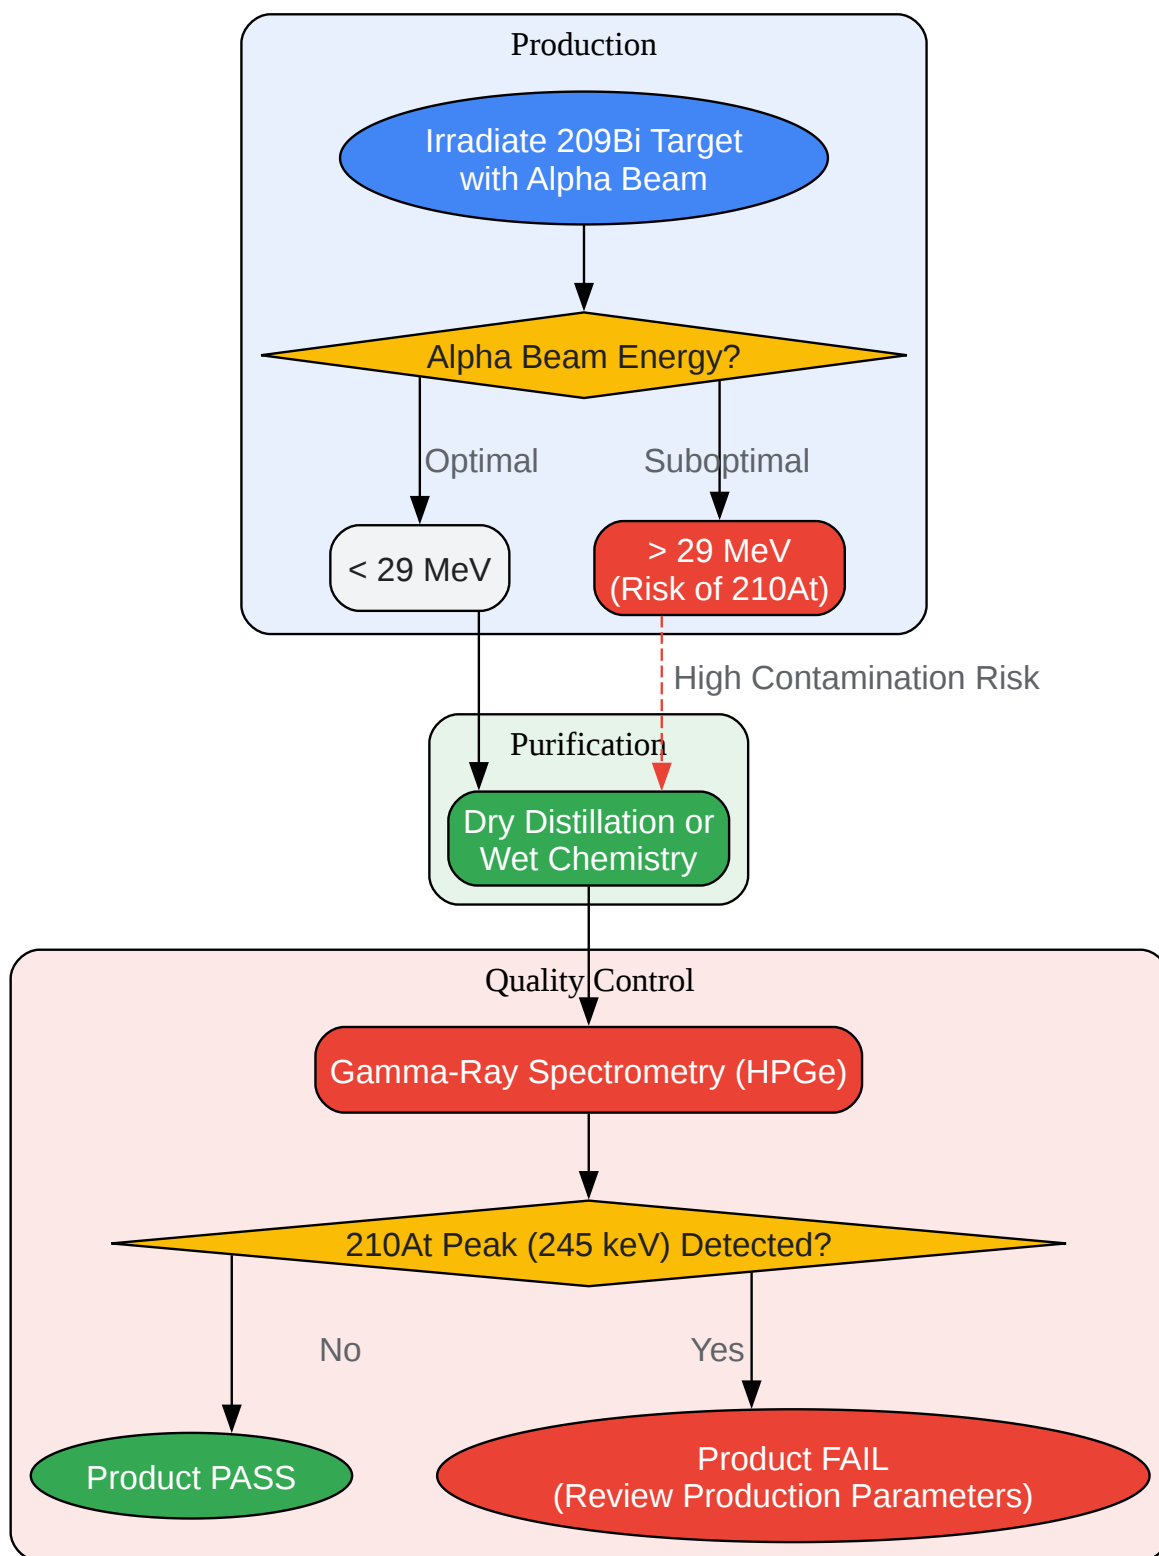 Production
Irradiate 209Bi Target
with Alpha Beam
Alpha Beam Energy?
Optimal
Suboptimal
< 29 MeV
> 29 MeV
(Risk of 210At)
High Contamination Risk
Purification
Dry Distillation or
Wet Chemistry
Quality Control
Gamma-Ray Spectrometry (HPGe)
210At Peak (245 keV) Detected?
No
Yes
Product PASS
Product FAIL
(Review Production Parameters)